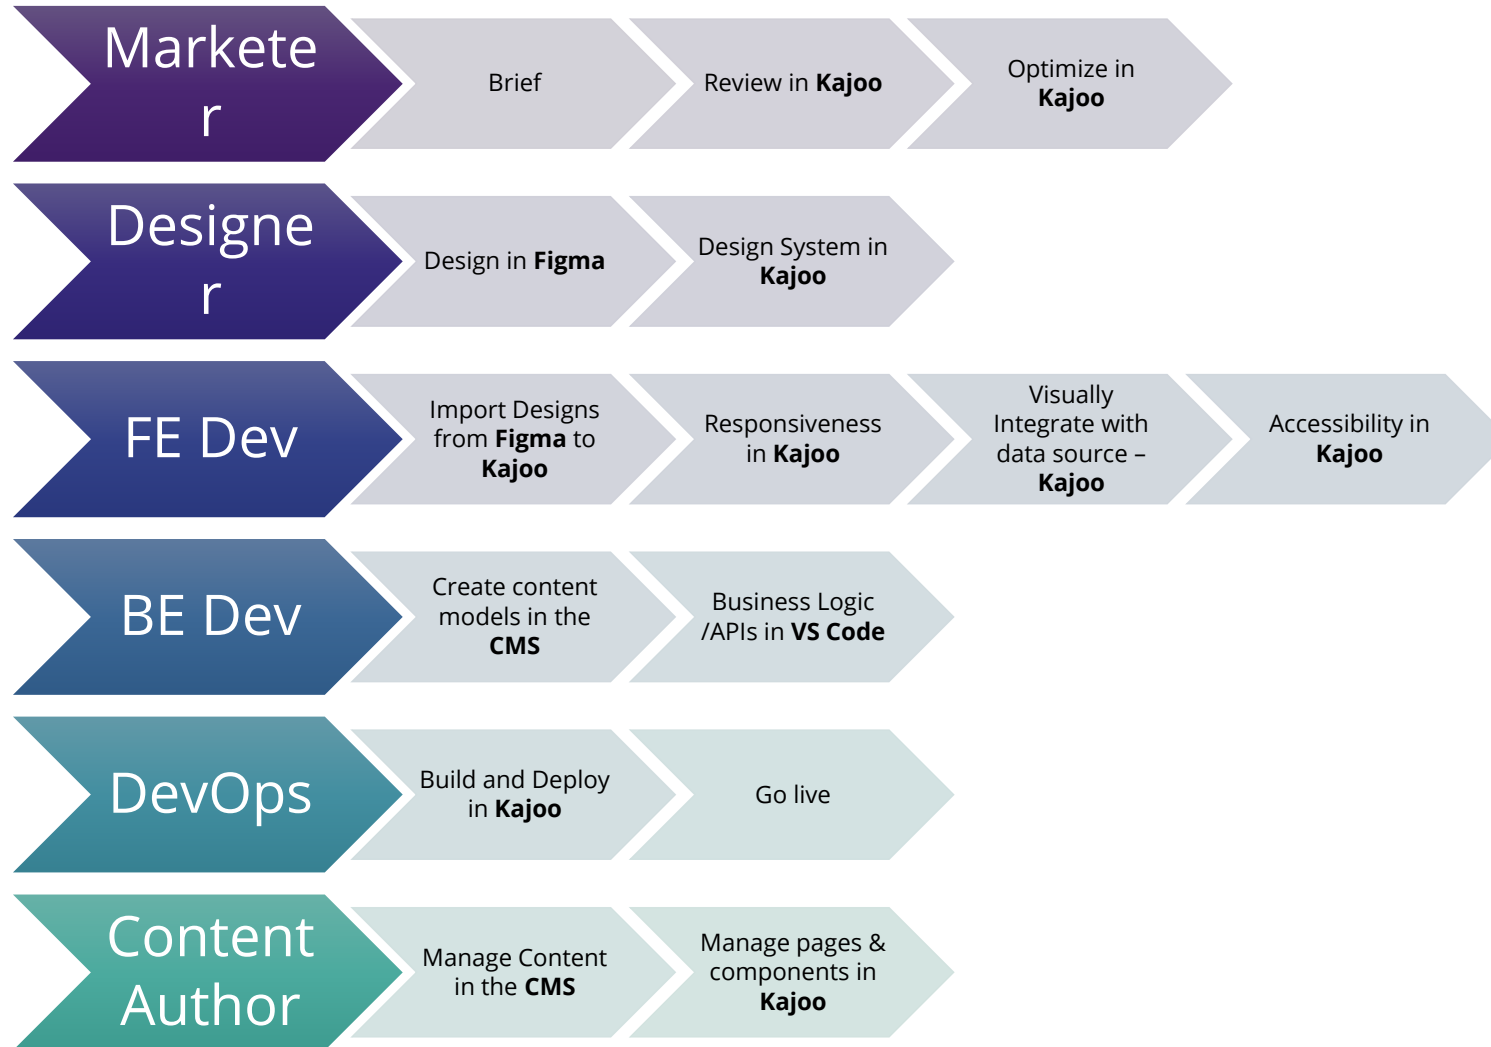 Markete
r
Brief
Review in Kajoo
Optimize in
Kajoo
Designe
r
Design in Figma
Design System in
Kajoo
FE Dev
Import Designs
from Figma to
Kajoo
Responsiveness
in Kajoo
Visually
Integrate with
data source –
Kajoo
Accessibility in
Kajoo
BE Dev
Create content
models in the
CMS
Business Logic
/APIs in VS Code
DevOps
Build and Deploy
in Kajoo
Go live
Content
Author
Manage Content
in the CMS
Manage pages &
components in
Kajoo